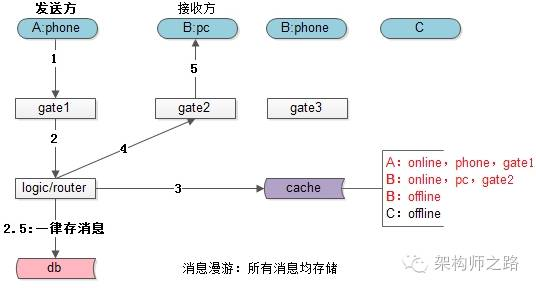 发送方
接收方
A:phone
B:pc
B:phone
C
1
5
gate1
gate2
gate3
2
4
logic/router
3
cache
A：online，phone，gate1
B：online，pc，gate2
B：offline
C：offline
2.5:一律存消息
db
消息漫游：所有消息均存储
架构师之路